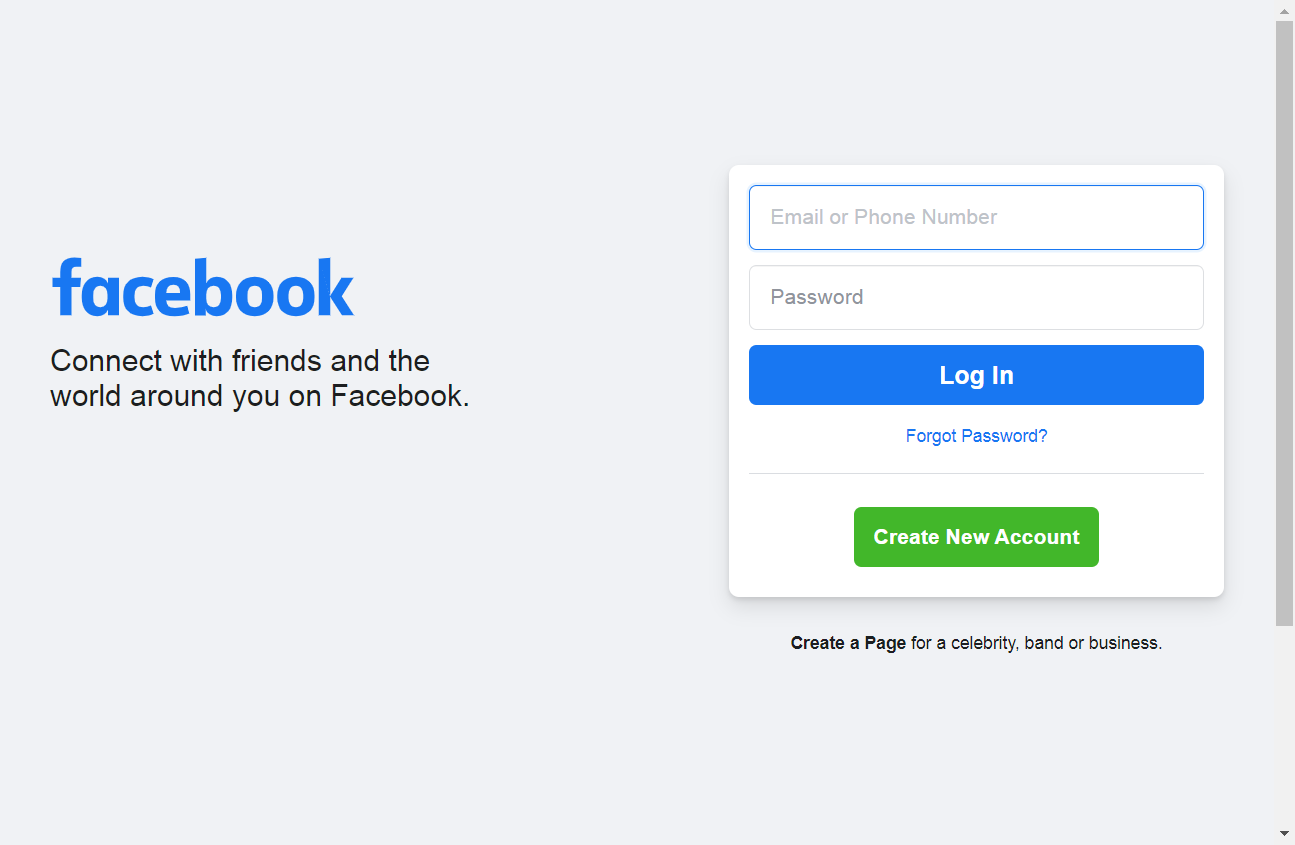 facebook
Connect with friends and the
world around you on Facebook.
Email or Phone Number
Password
Log In
Forgot Password?
Create New Account
Create a Page for a celebrity, band or business.